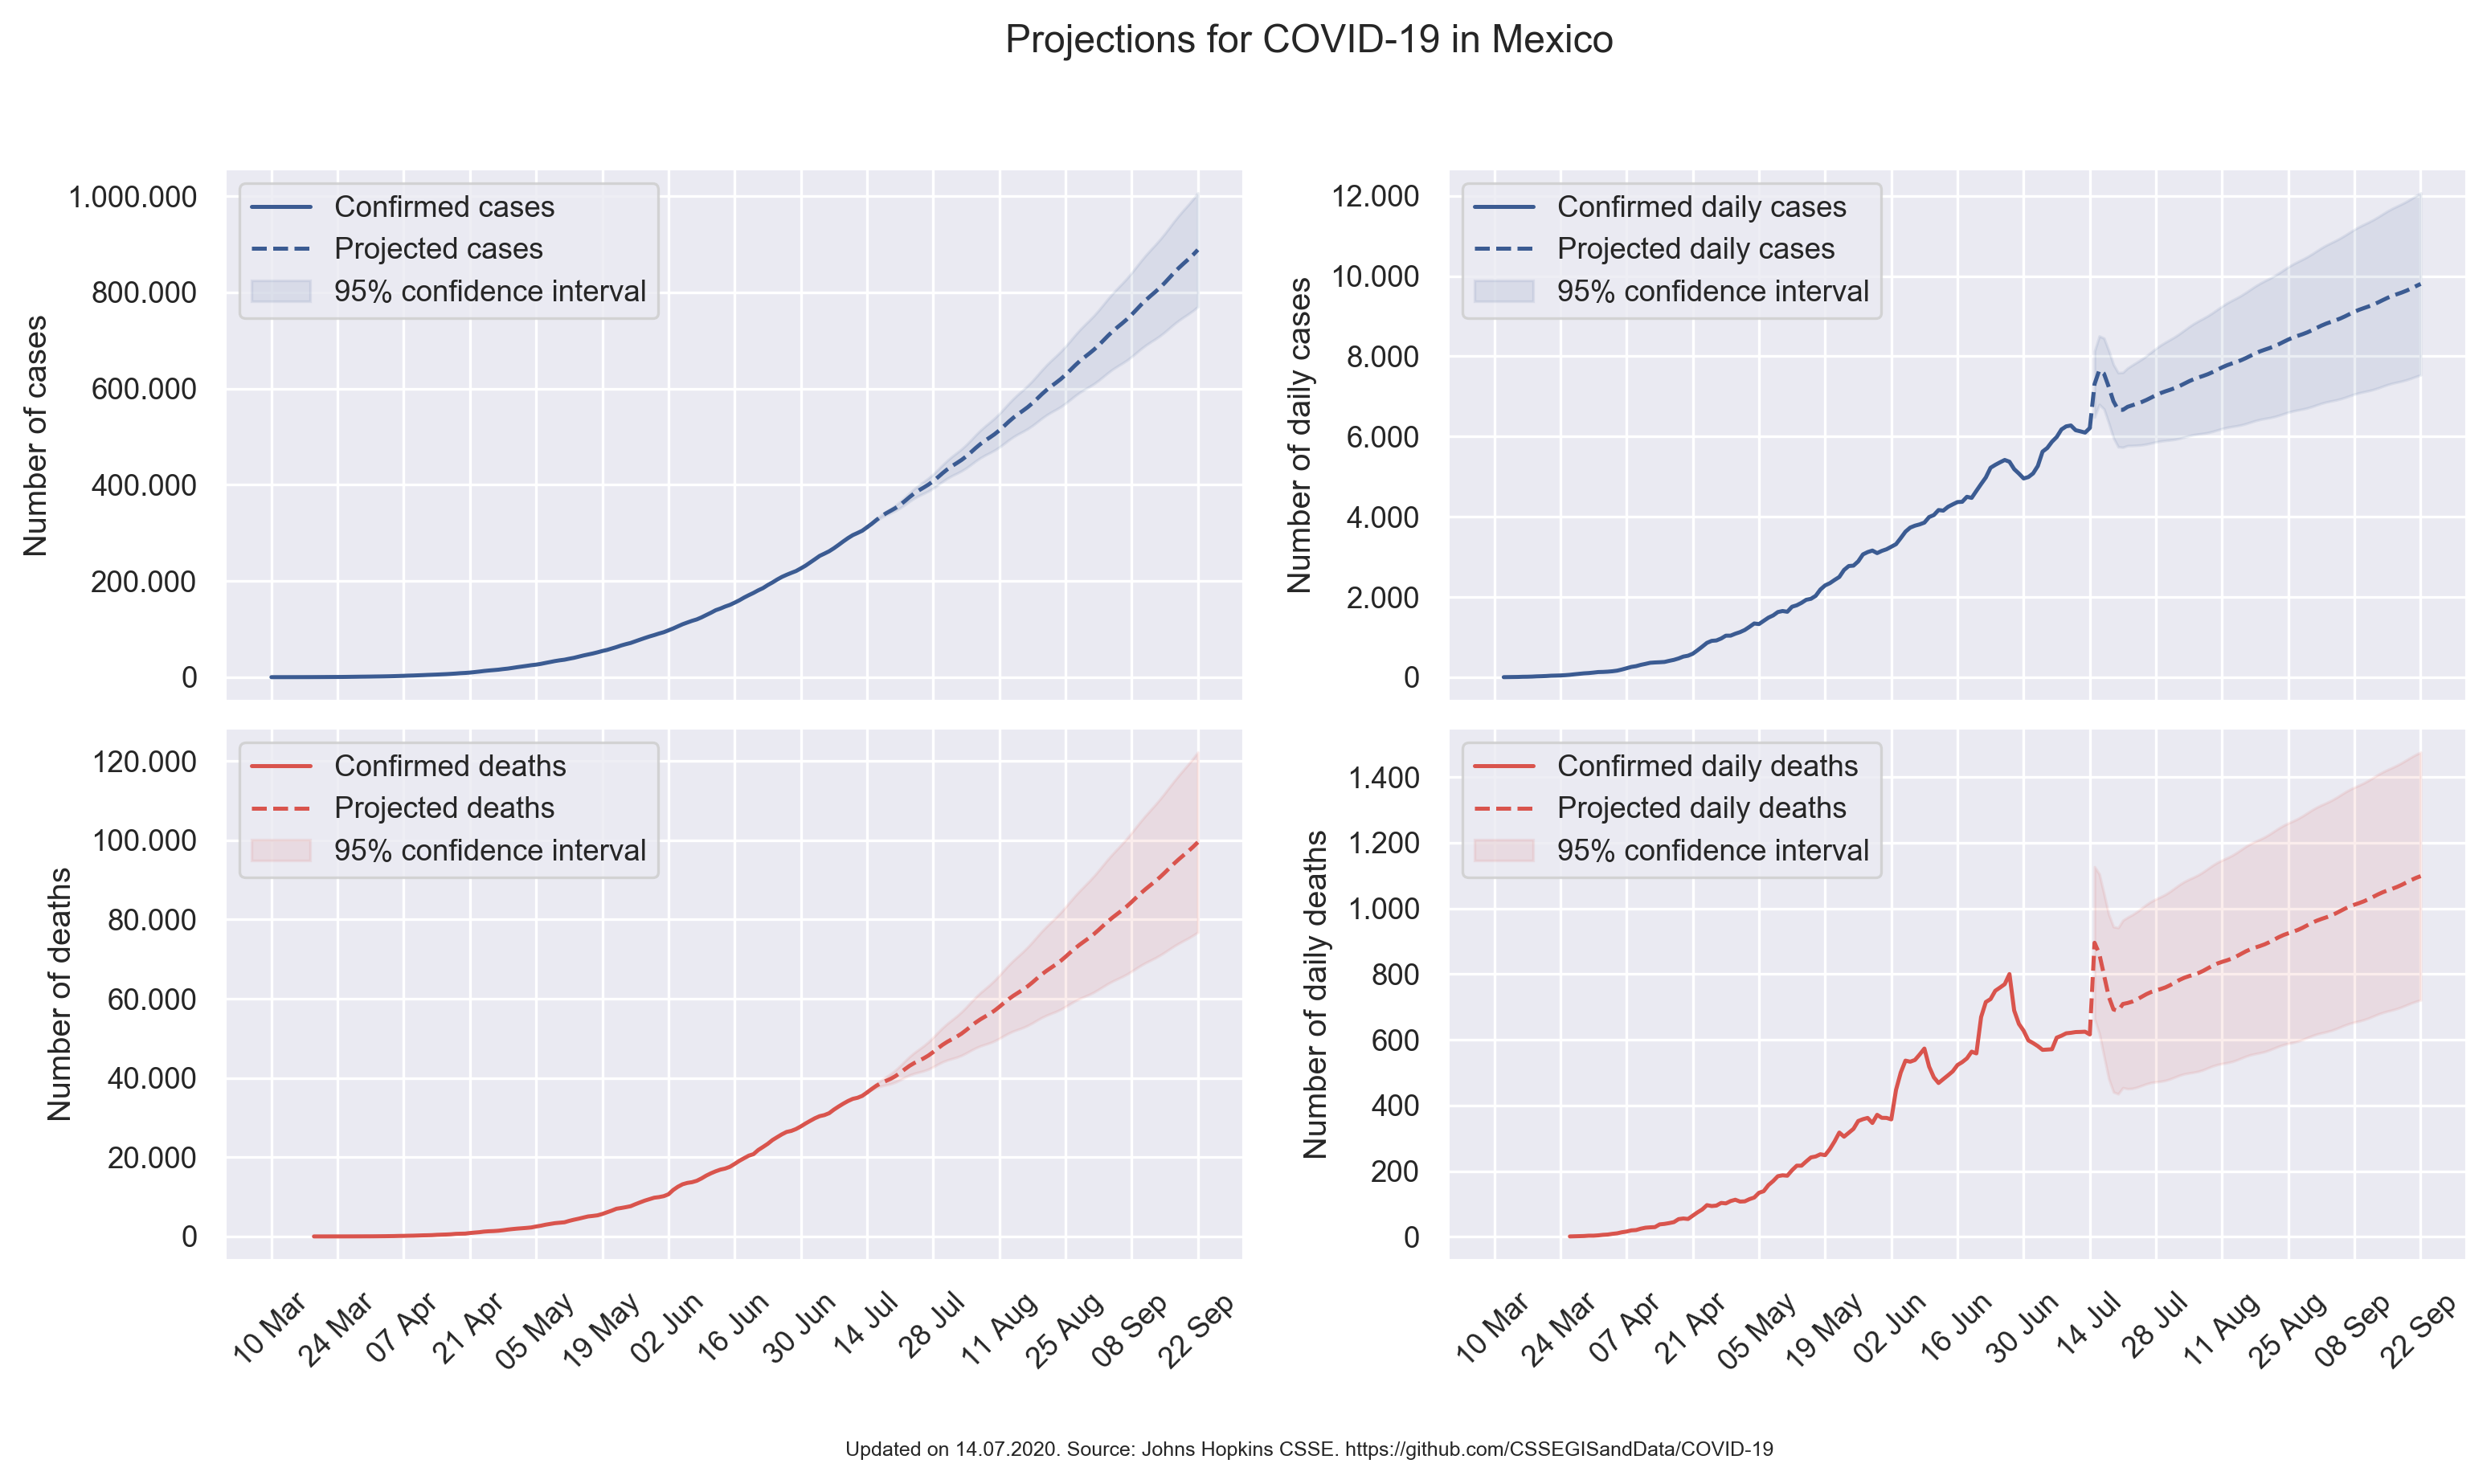 Projections for COVID-19 in Mexico
Number of cases
1.000.000
800.000
600.000
400.000
200.000
0
Confirmed cases
Projected cases
95% confidence interval
Number of daily cases
12.000
10.000
8.000
6.000
4.000
2.000
0
Confirmed daily cases
Projected daily cases
95% confidence interval
Number of deaths
120.000
100.000
80.000
60.000
40.000
20.000
0
Confirmed deaths
Projected deaths
95% confidence interval
10 Mar
24 Mar
07 Apr
21 Apr
05 May
19 May
02 Jun
16 Jun
30 Jun
14 Jul
28 Jul
11 Aug
25 Aug
08 Sep
22 Sep
Number of daily deaths
1.400
1.200
1.000
800
600
400
200
0
Confirmed daily deaths
Projected daily deaths
95% confidence interval
10 Mar
24 Mar
07 Apr
21 Apr
05 May
19 May
02 Jun
16 Jun
30 Jun
14 Jul
28 Jul
11 Aug
25 Aug
08 Sep
22 Sep
Updated on 14.07.2020. Source: Johns Hopkins CSSE. https://github.com/CSSEGISandData/COVID-19